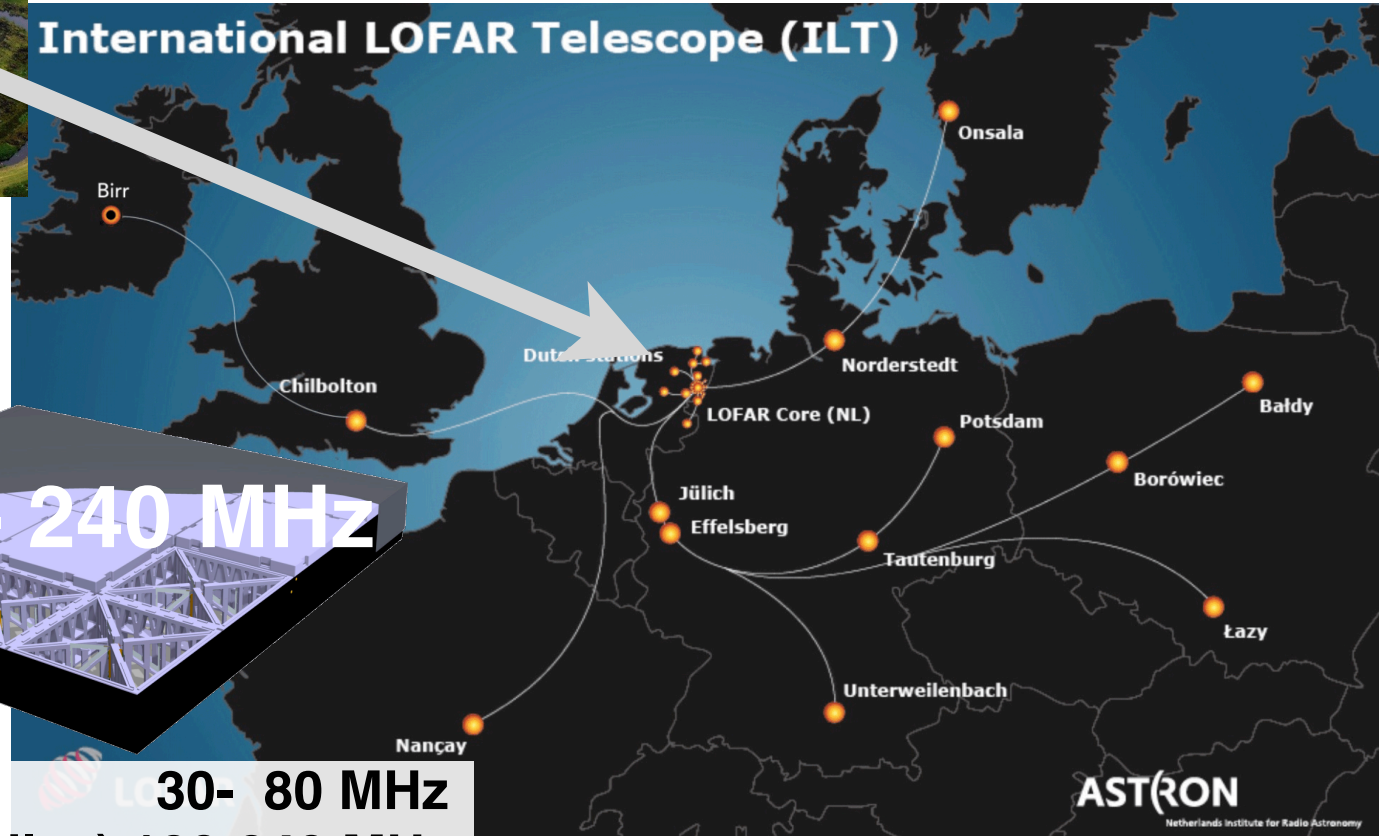 International LOFAR Telescope (ILT)
Onsala
Birr
Dutch stations
Norderstedt
Chilbolton
LOFAR Core (NL)
Potsdam
Bałdy
Borówiec
Jülich
Effelsberg
240 MHz
Tautenburg
Łazy
Unterweilenbach
Nançay
LOFAR
30- 80 MHz
ASTRON
Netherlands Institute for Radio Astronomy